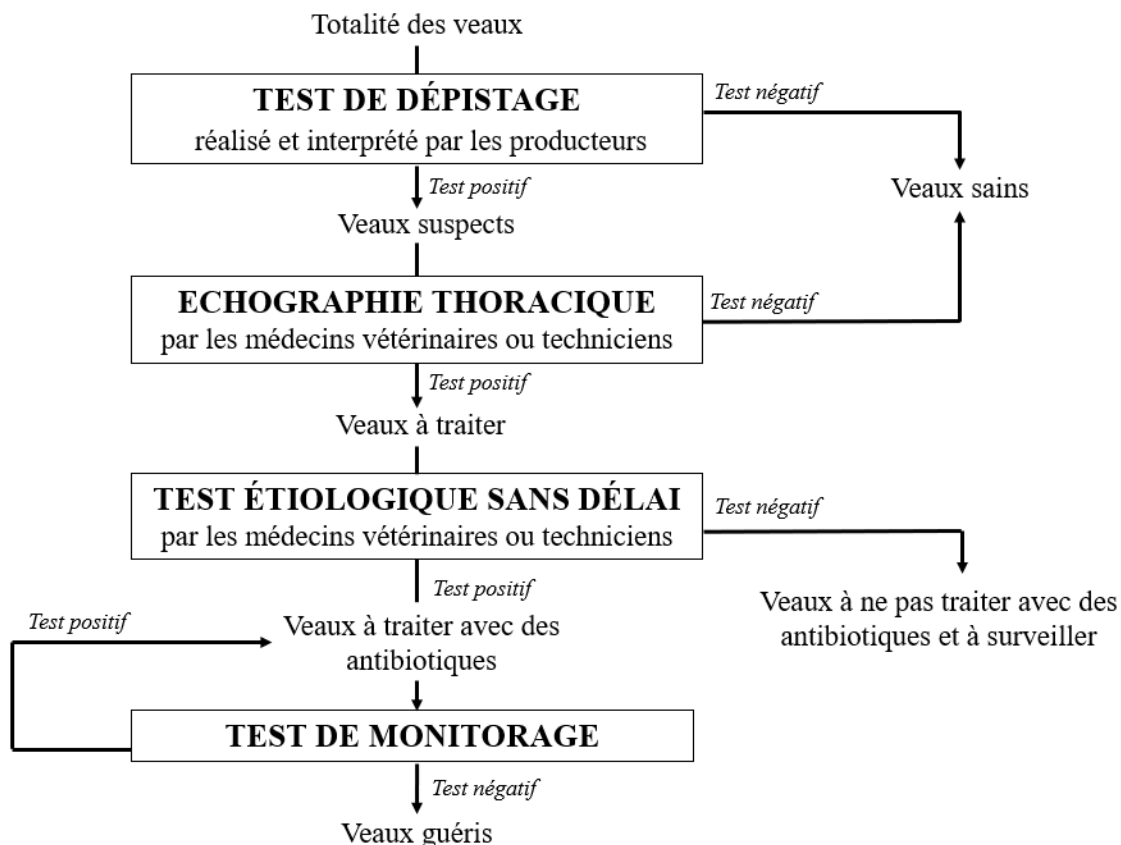 Totalité des veaux
TEST DE DÉPISTAGE
réalisé et interprété par les producteurs
Test négatif
Test positif
Veaux sains
Veaux suspects
ECHOGRAPHIE THORACIQUE
par les médecins vétérinaires ou techniciens
Test négatif
Test positif
Veaux à traiter
TEST ÉTIOLOGIQUE SANS DÉLAI
par les médecins vétérinaires ou techniciens
Test négatif
Test positif
Veaux à ne pas traiter avec des
antibiotiques et à surveiller
Test positif
Veaux à traiter avec des
antibiotiques
TEST DE MONITORAGE
Test négatif
Veaux guéris